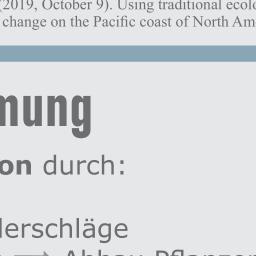 (2019, October 9). Using traditional ecolo
change on the Pacific coast of North Am
mung
on durch:
lerschläge
Abbau Pflanzen